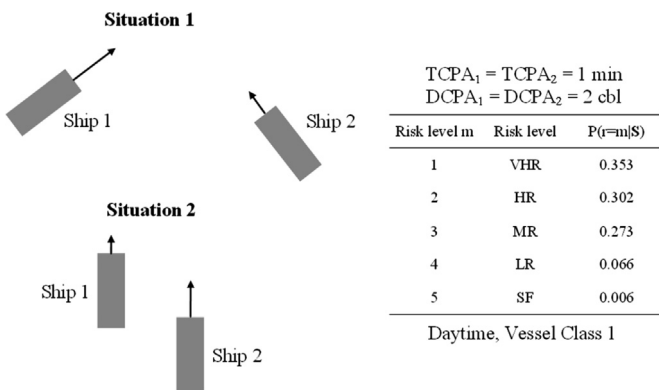 Situation 1
Ship 1
Ship 2
Situation 2
Ship 1
Ship 2
TCPA₁ = TCPA₂ = 1 min
DCPA₁ = DCPA₂ = 2 cbl
Risk level m Risk level P(r=m|S)
1 VHR 0.353
2 HR 0.302
3 MR 0.273
4 LR 0.066
5 SF 0.006
Daytime, Vessel Class 1